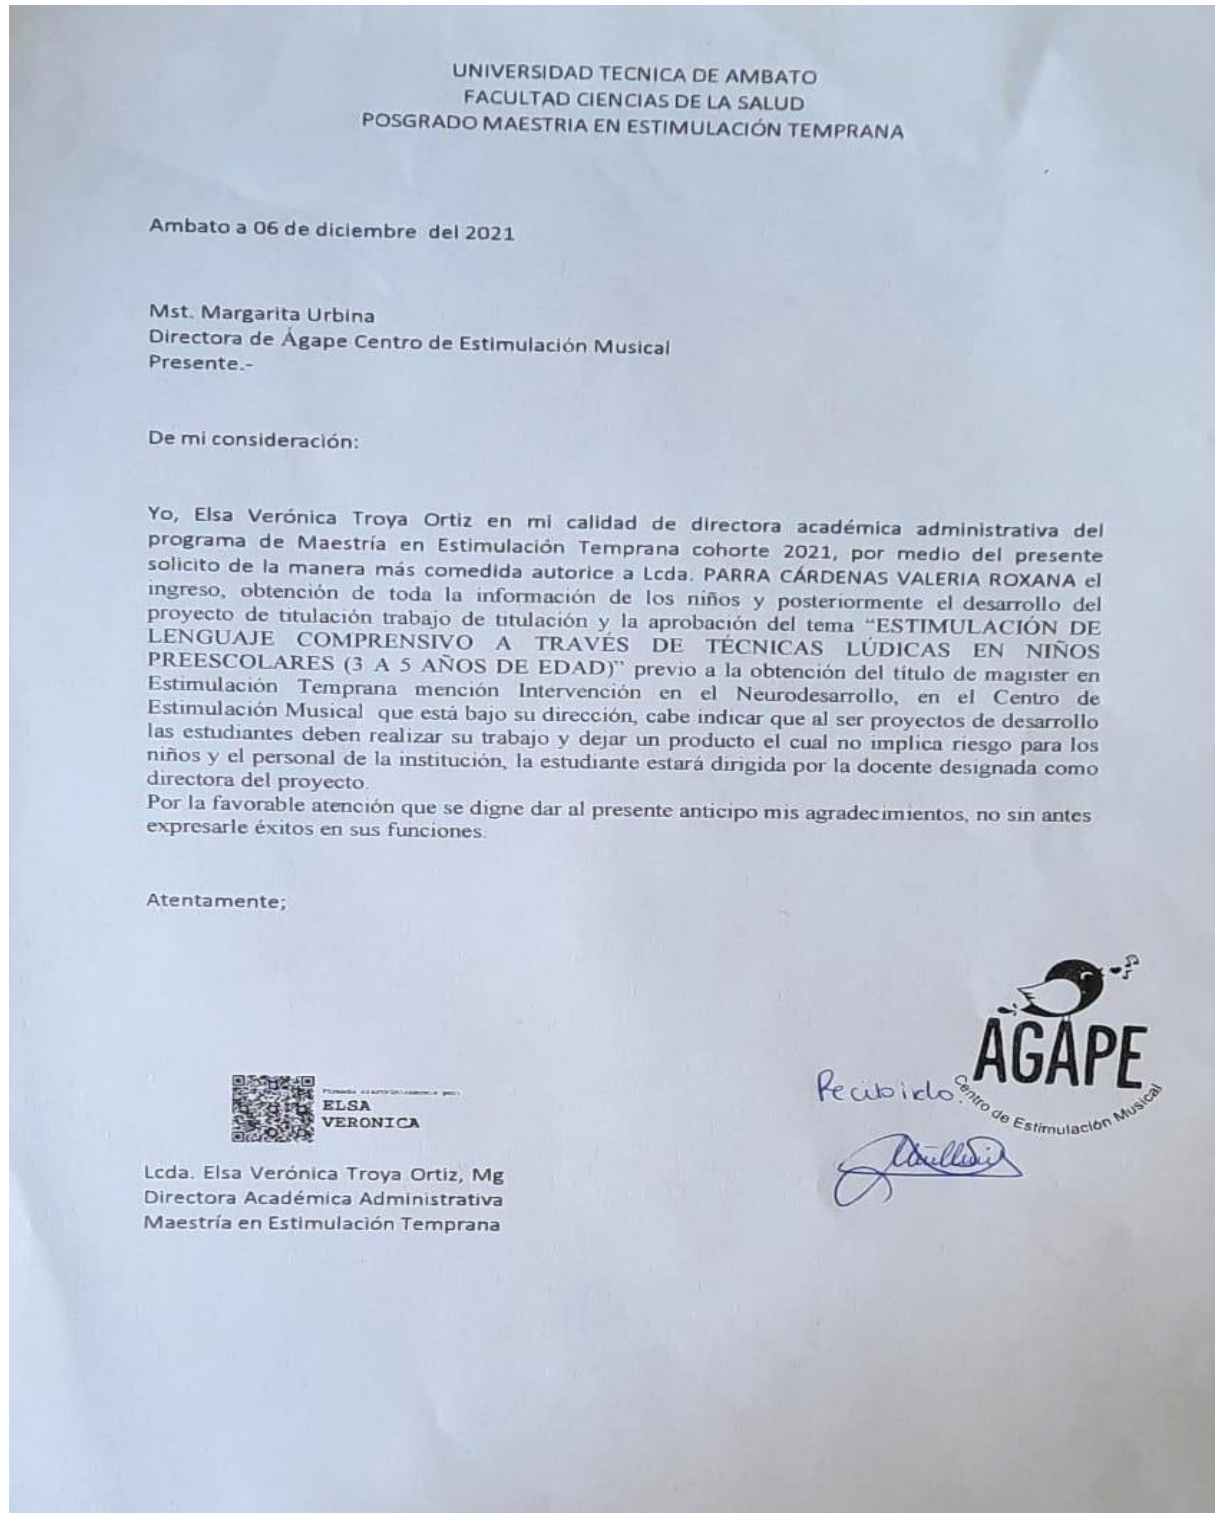 UNIVERSIDAD TECNICA DE AMBATO
FACULTAD CIENCIAS DE LA SALUD
POSGRADO MAESTRIA EN ESTIMULACIÓN TEMPRANA
Ambato a 06 de diciembre del 2021
Mst. Margarita Urbina
Directora de Ágape Centro de Estimulación Musical
Presente.-
De mi consideración:
Yo, Elsa Verónica Troya Ortiz en mi calidad de directora académica administrativa del
programa de Maestría en Estimulación Temprana cohorte 2021, por medio del presente
solicito de la manera más comedida autorice a Lcda. PARRA CÁRDENAS VALERIA ROXANA el
ingreso, obtención de toda la información de los niños y posteriormente el desarrollo del
proyecto de titulación trabajo de titulación y la aprobación del tema “ESTIMULACIÓN DE
LENGUAJE COMPRENSIVO A TRAVÉS DE TÉCNICAS LÚDICAS EN NIÑOS
PREESCOLARES (3 A 5 AÑOS DE EDAD)” previo a la obtención del título de magister en
Estimulación Temprana mención Intervención en el Neurodesarrollo, en el Centro de
Estimulación Musical que está bajo su dirección, cabe indicar que al ser proyectos de desarrollo
las estudiantes deben realizar su trabajo y dejar un producto el cual no implica riesgo para los
niños y el personal de la institución, la estudiante estará dirigida por la docente designada como
directora del proyecto.
Por la favorable atención que se digne dar al presente anticipo mis agradecimientos, no sin antes
expresarle éxitos en sus funciones.
Atentamente;
ELSA
VERONICA
Lcda. Elsa Verónica Troya Ortiz, Mg
Directora Académica Administrativa
Maestría en Estimulación Temprana
AGÁPE
Centro de Estimulación Musical
Recibido: